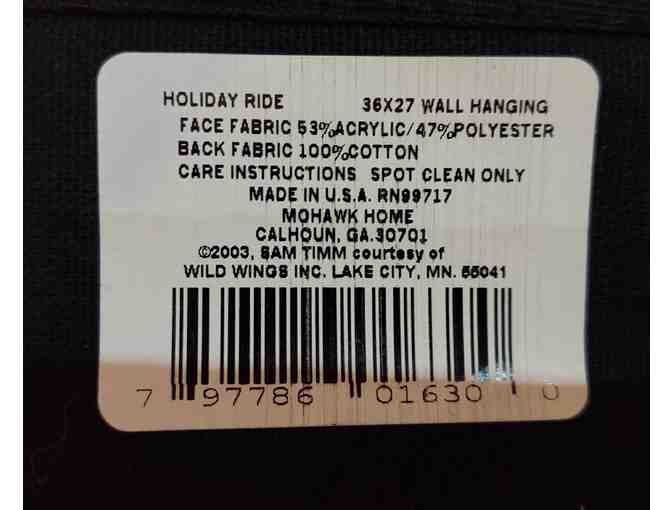 HOLIDAY RIDE 36X27 WALL HANGING
FACE FABRIC 53%ACRYLIC/47%POLYESTER
BACK FABRIC 100%COTTON
CARE INSTRUCTIONS SPOT CLEAN ONLY
MADE IN U.S.A. RN99717
MOHAWK HOME
CALHOUN, GA.30701
©2003, SAM TIMM courtesy of
WILD WINGS INC. LAKE CITY, MN. 55041
7 97786 01630 0